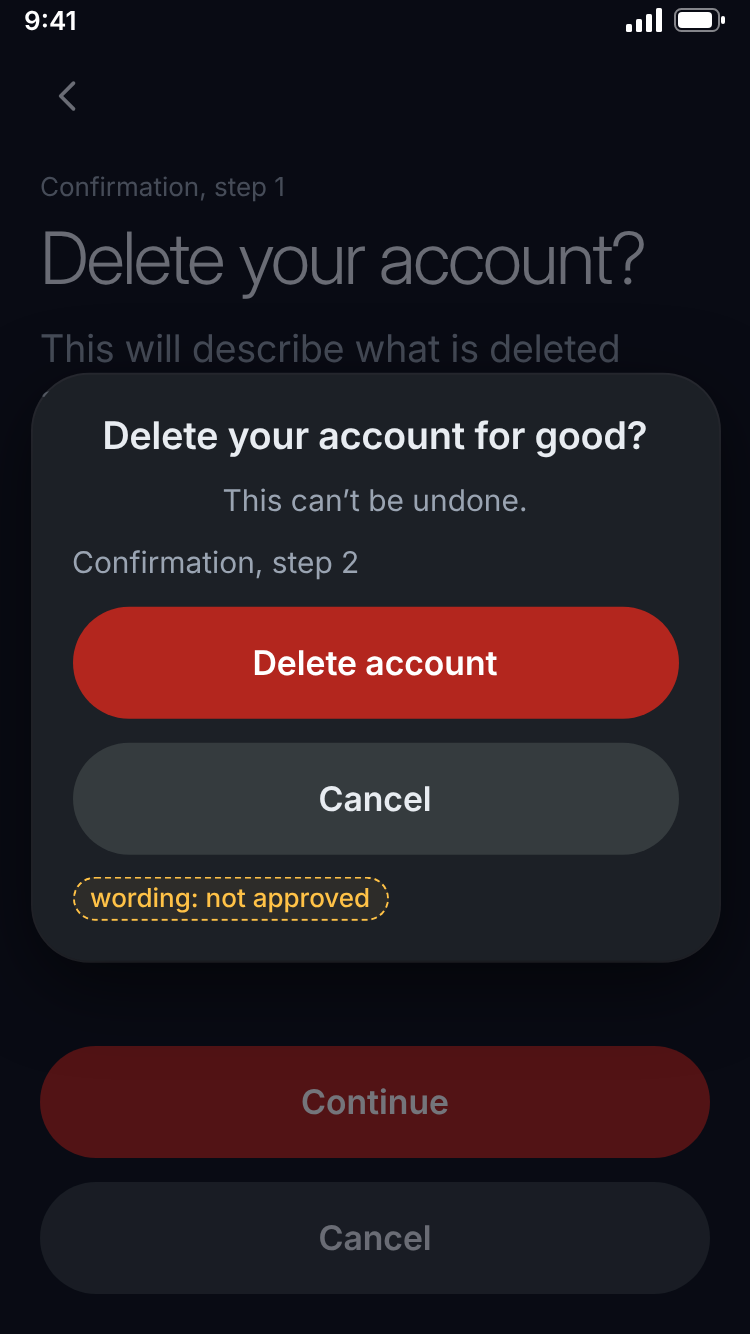 9:41
Confirmation, step 1
Delete your account?
This will describe what is deleted
Delete your account for good?
This can’t be undone.
Confirmation, step 2
Delete account
Cancel
wording: not approved
Continue
Cancel